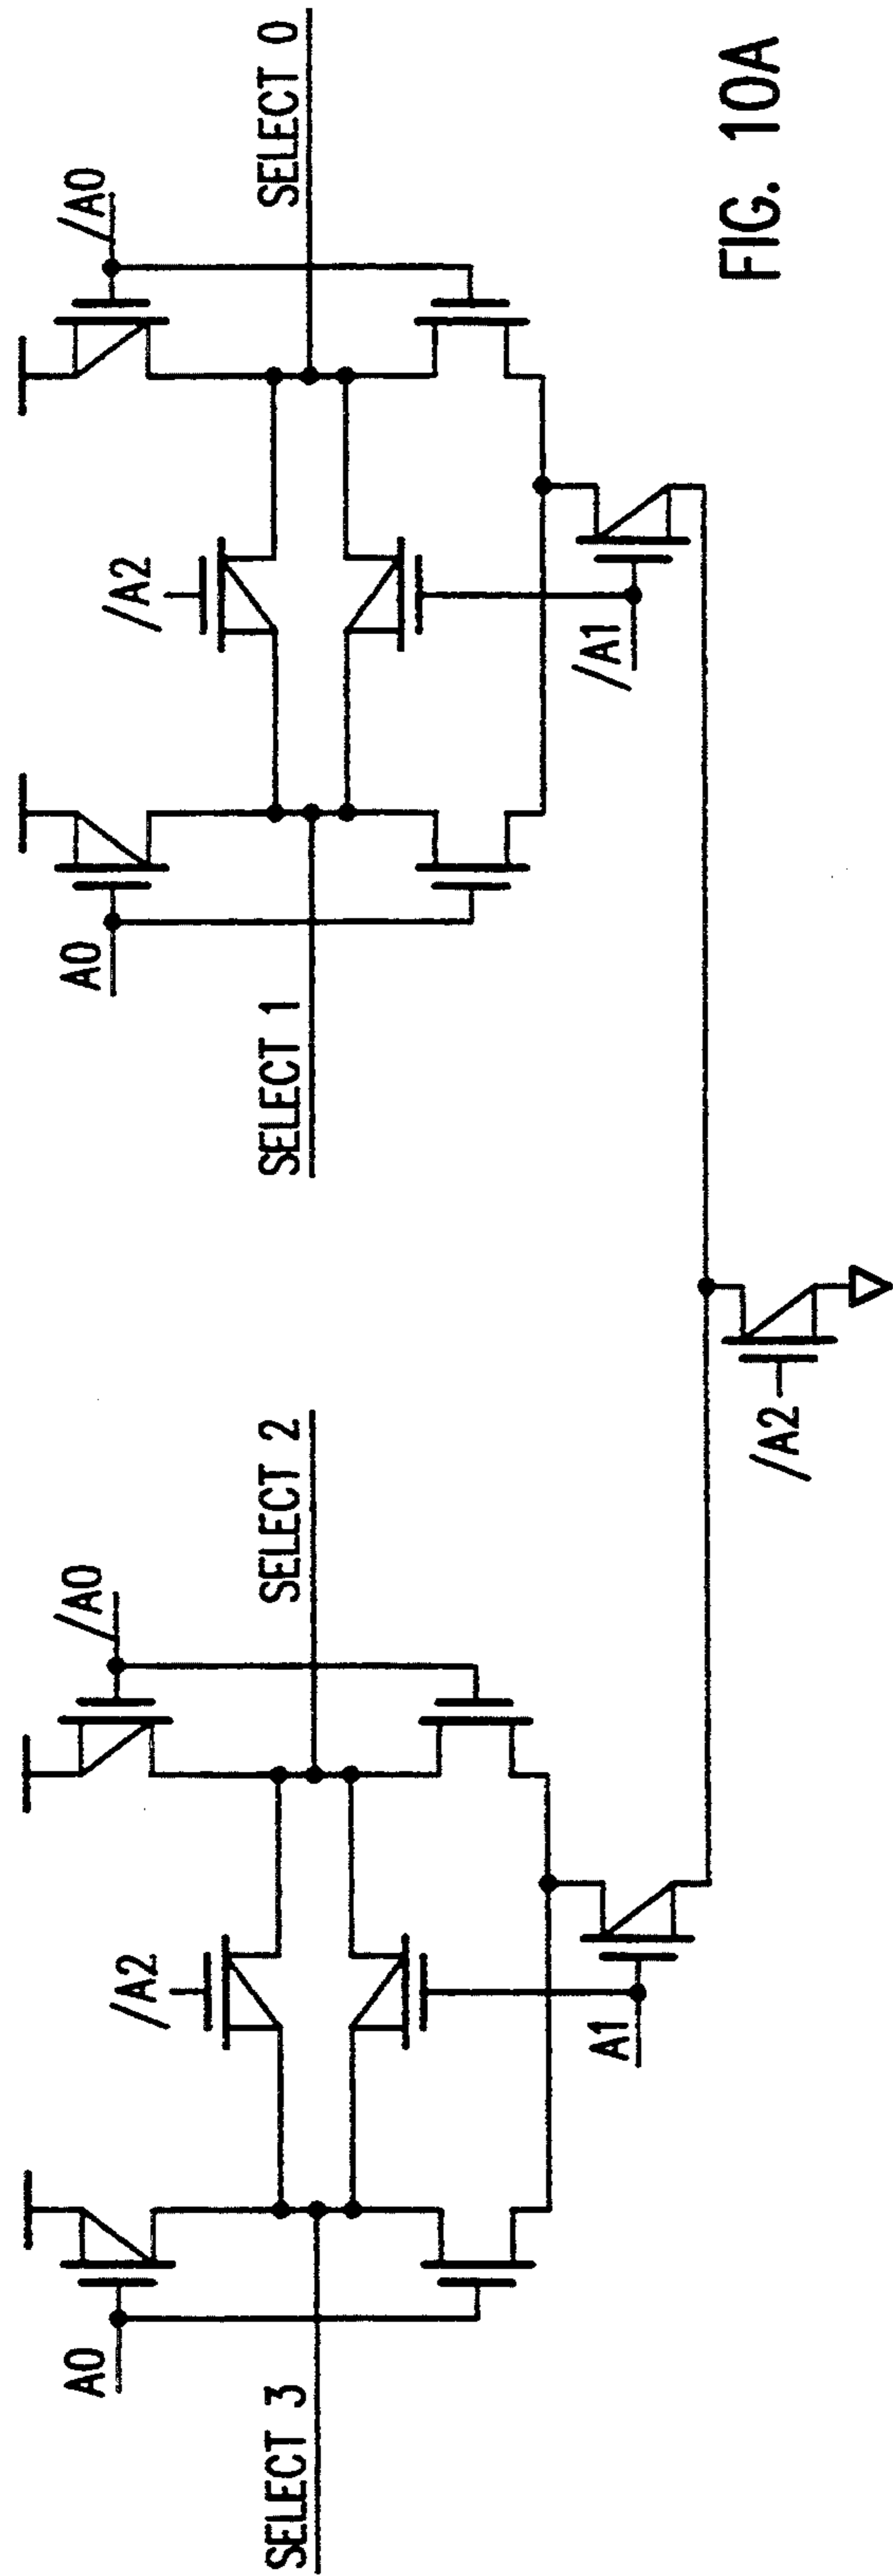 A0
/A0
A0
/A0
/A2
/A2
SELECT 3
SELECT 2
SELECT 1
SELECT 0
A1
/A1
/A2
FIG. 10A